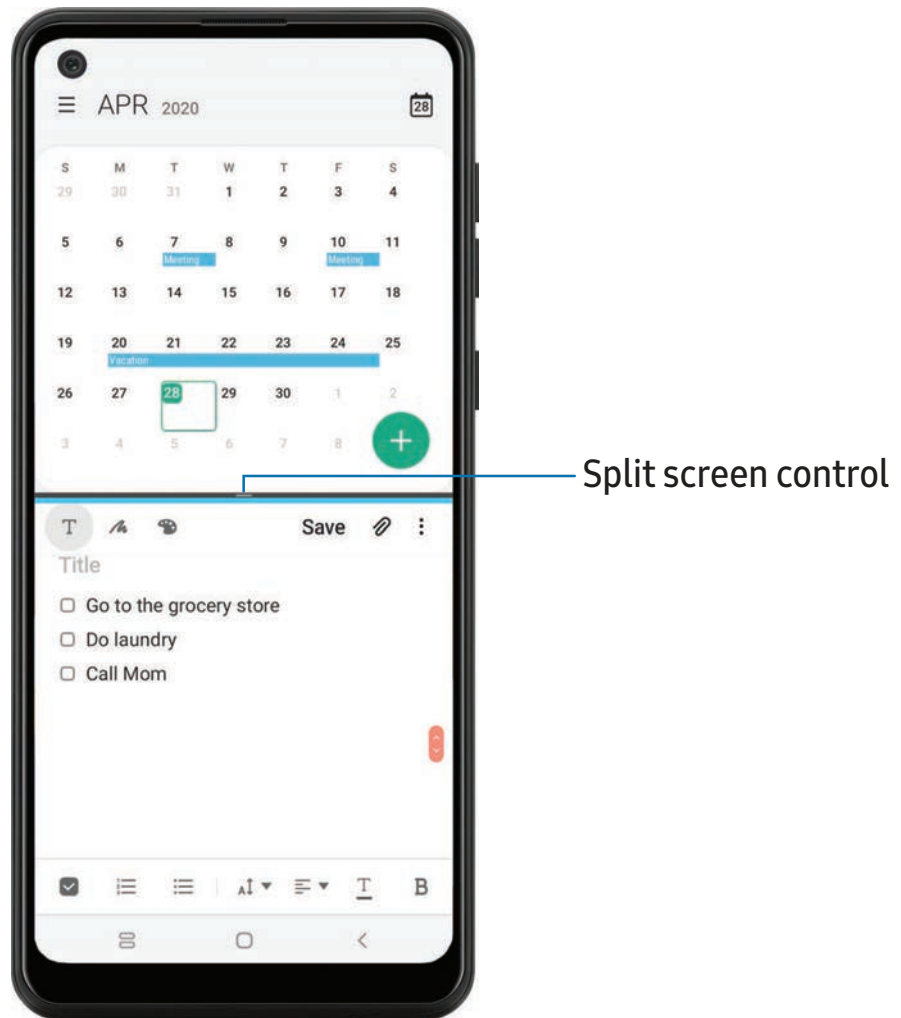 APR 2020 28
S M T W T F S
29 30 31 1 2 3 4
5 6 7 8 9 10 11
Meeting Meeting
12 13 14 15 16 17 18
19 20 21 22 23 24 25
Vacation
26 27 28 29 30 1 2
3 4 5 6 7 8
Split screen control
T Save
Title
Go to the grocery store
Do laundry
Call Mom
A T B